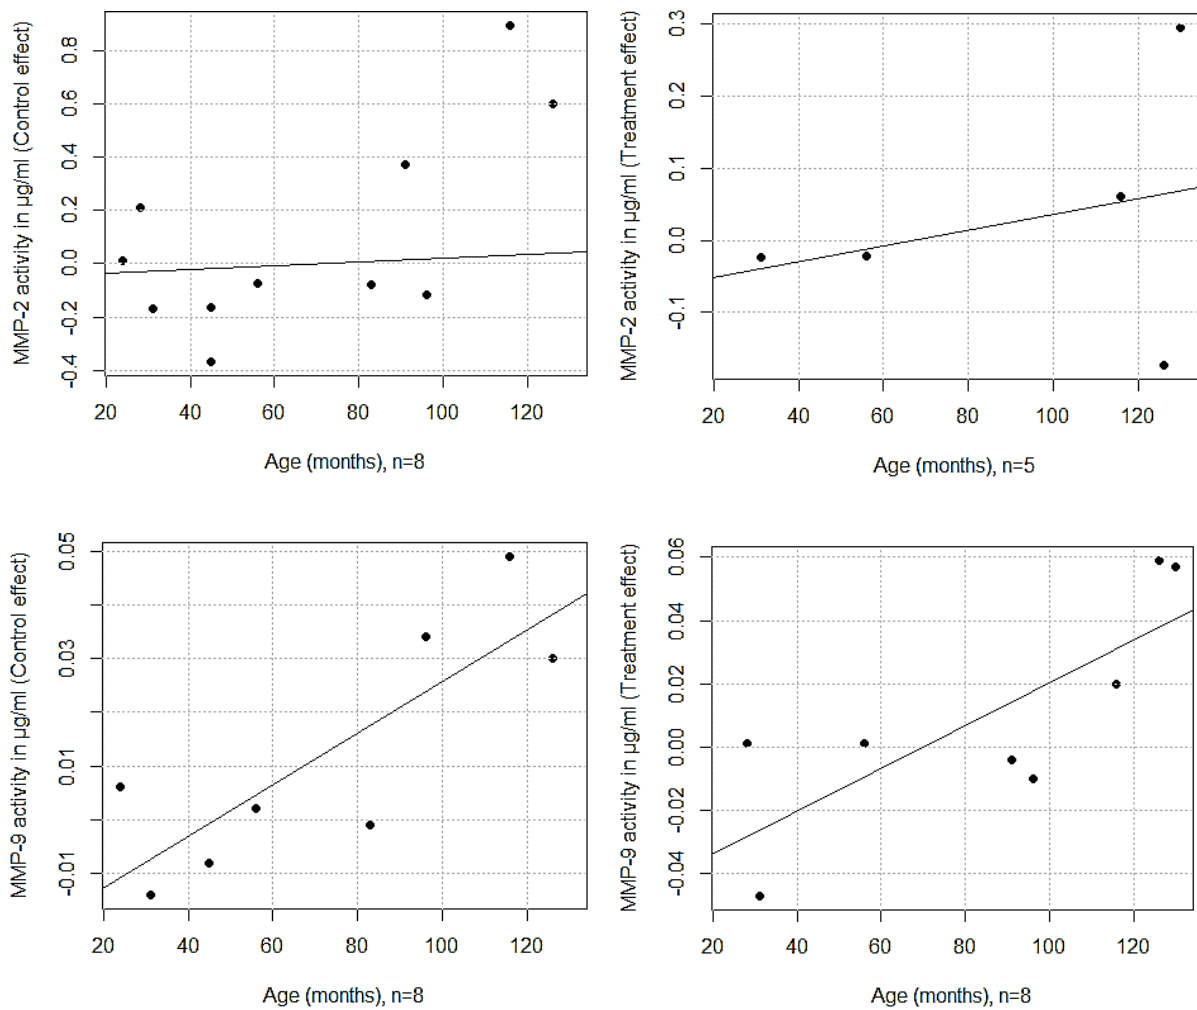 MMP-2 activity in µg/ml (Control effect)
0.8
0.6
0.4
0.2
0.0
-0.2
-0.4
20 40 60 80 100 120
Age (months), n=8
MMP-2 activity in µg/ml (Treatment effect)
0.3
0.2
0.1
0.0
-0.1
20 40 60 80 100 120
Age (months), n=5
MMP-9 activity in µg/ml (Control effect)
0.05
0.03
0.01
-0.01
20 40 60 80 100 120
Age (months), n=8
MMP-9 activity in µg/ml (Treatment effect)
0.06
0.04
0.02
0.00
-0.02
-0.04
20 40 60 80 100 120
Age (months), n=8